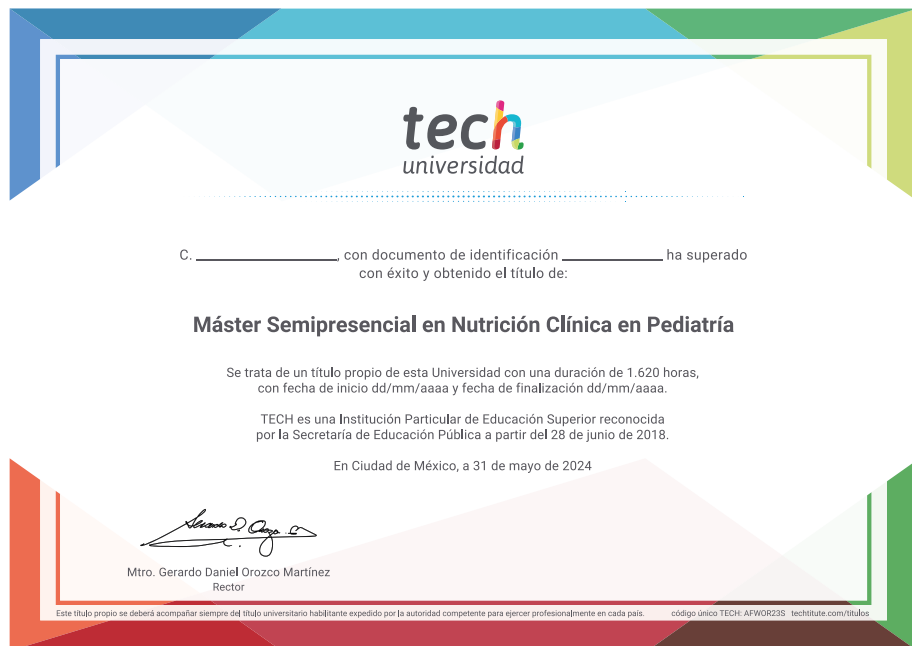 tech
universidad
C. ____________, con documento de identificación ____________ ha superado
con éxito y obtenido el título de:
Máster Semipresencial en Nutrición Clínica en Pediatría
Se trata de un título propio de esta Universidad con una duración de 1.620 horas,
con fecha de inicio dd/mm/aaaa y fecha de finalización dd/mm/aaaa.
TECH es una Institución Particular de Educación Superior reconocida
por la Secretaría de Educación Pública a partir del 28 de junio de 2018.
En Ciudad de México, a 31 de mayo de 2024
Mtro. Gerardo Daniel Orozco Martínez
Rector
Este título propio se deberá acompañar siempre del título universitario habilitante expedido por la autoridad competente para ejercer profesionalmente en cada país. código único TECH: AFWOR23S techtitute.com/titulos